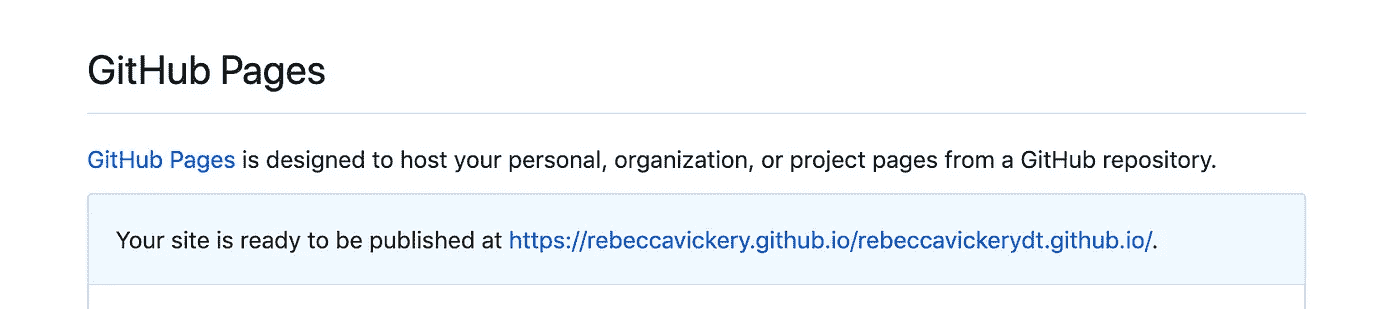 GitHub Pages
GitHub Pages is designed to host your personal, organization, or project pages from a GitHub repository.
Your site is ready to be published at https://rebeccavickery.github.io/rebeccavickerydt.github.io/.